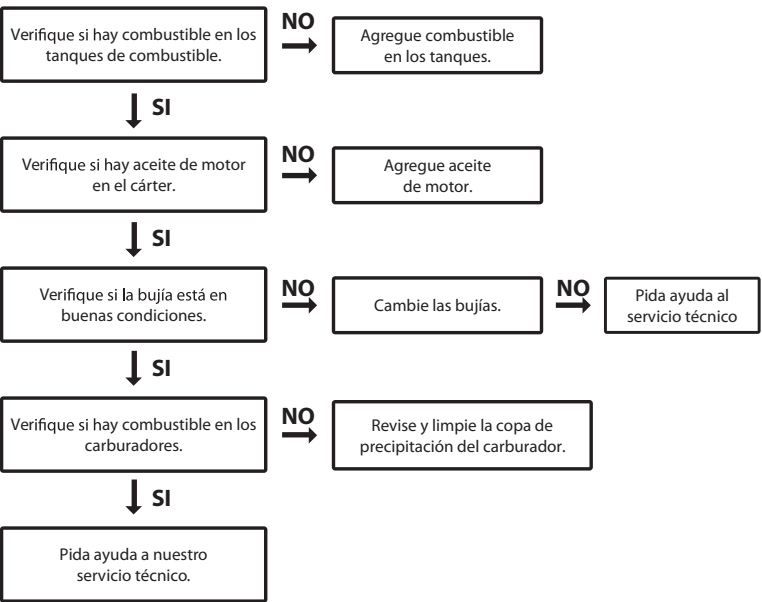 Verifique si hay combustible en los
tanques de combustible.
NO
Agregue combustible
en los tanques.
SI
Verifique si hay aceite de motor
en el cárter.
NO
Agregue aceite
de motor.
SI
Verifique si la bujía está en
buenas condiciones.
NO
Cambie las bujías.
NO
Pida ayuda al
servicio técnico
SI
Verifique si hay combustible en los
carburadores.
NO
Revise y limpie la copa de
precipitación del carburador.
SI
Pida ayuda a nuestro
servicio técnico.